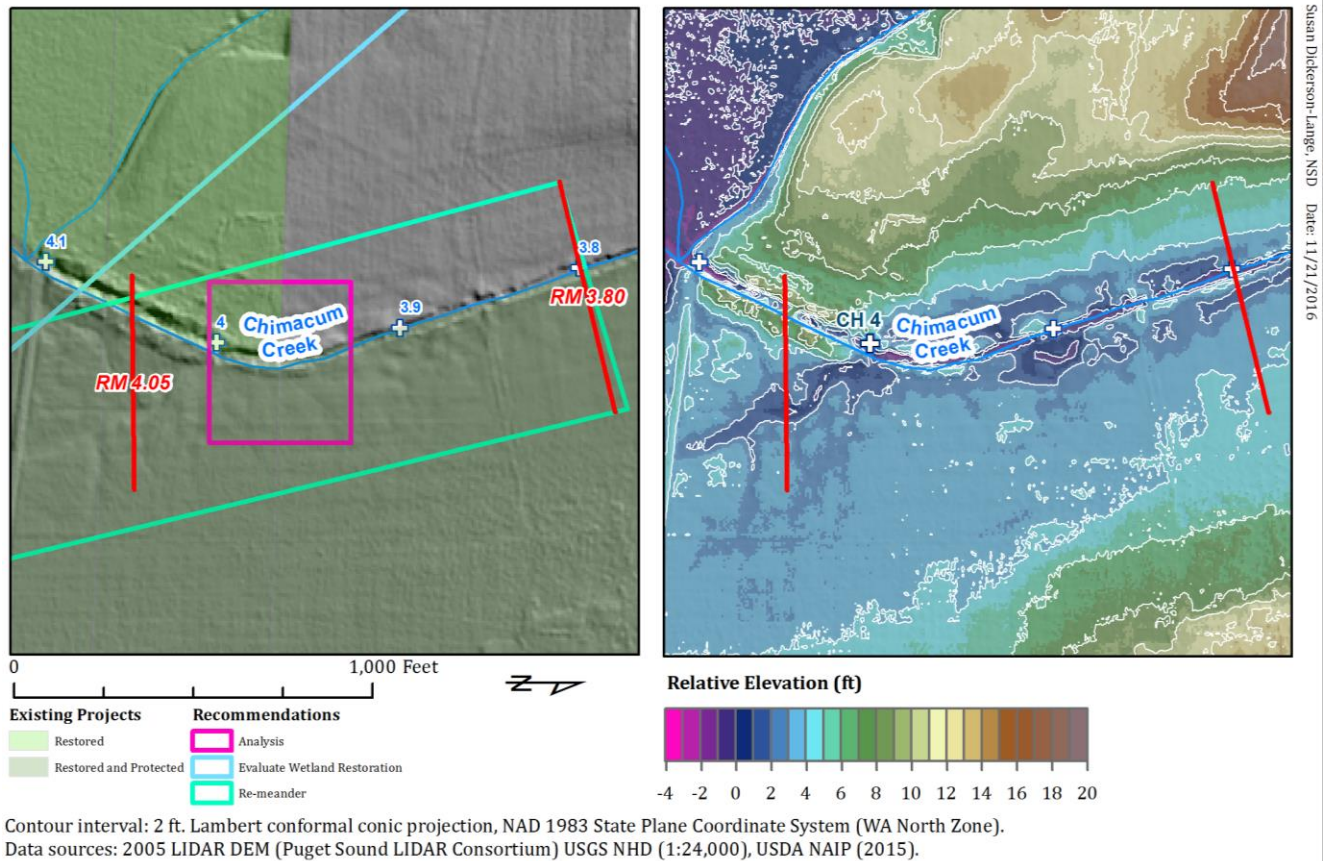 4.1
4
Chimacum
Creek
3.9
3.8
RM 3.80
RM 4.05
CH 4
Chimacum
Creek
Susan Dickerson-Lange, NSD Date: 11/21/2016
0 1,000 Feet
N
Existing Projects
Restored
Restored and Protected
Recommendations
Analysis
Evaluate Wetland Restoration
Re-meander
Relative Elevation (ft)
-4 -2 0 2 4 6 8 10 12 14 16 18 20
Contour interval: 2 ft. Lambert conformal conic projection, NAD 1983 State Plane Coordinate System (WA North Zone).
Data sources: 2005 LIDAR DEM (Puget Sound LIDAR Consortium) USGS NHD (1:24,000), USDA NAIP (2015).